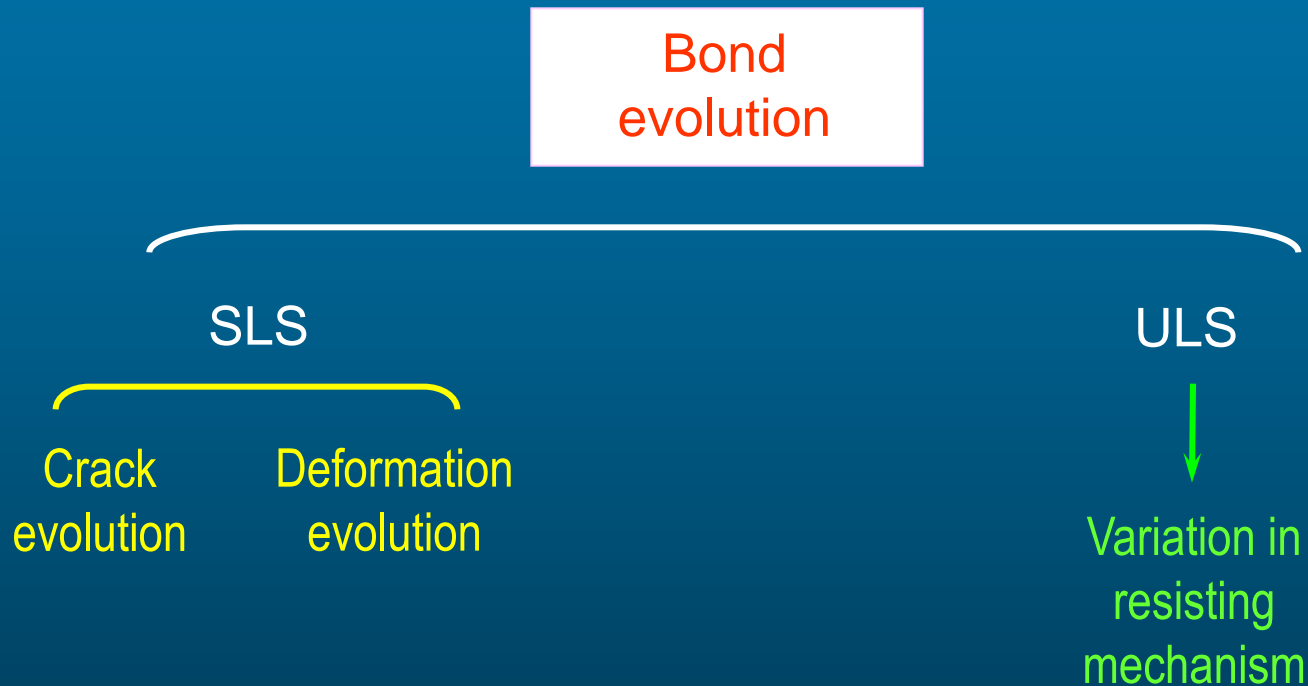 Bond
evolution
SLS
ULS
Crack
evolution
Deformation
evolution
Variation in
resisting
mechanism